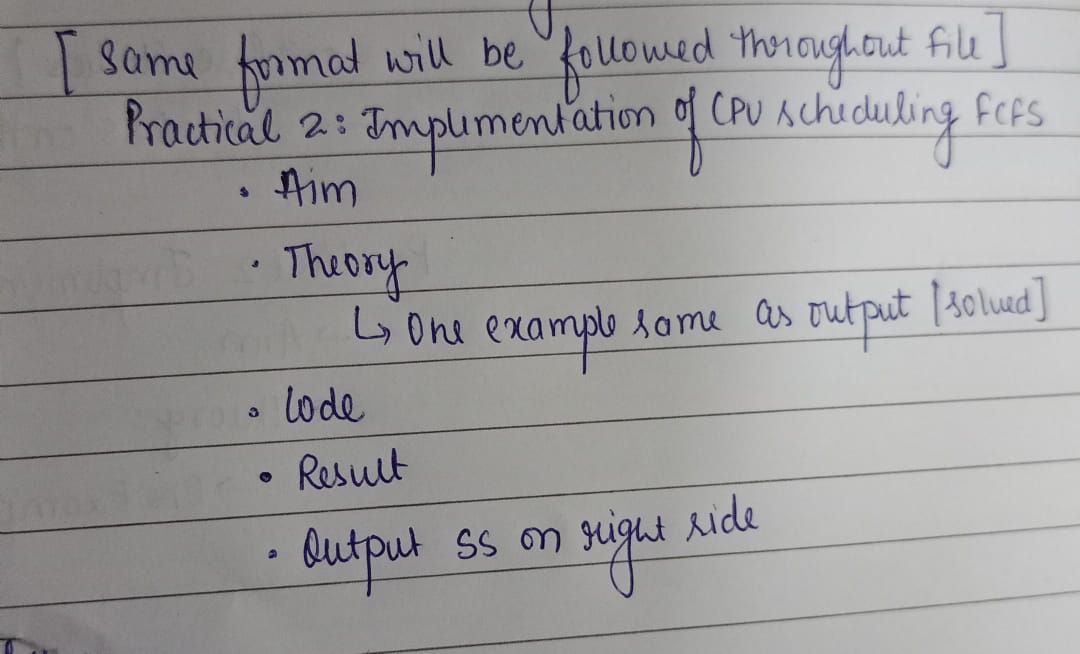 [ Same format will be followed throughout file ]
Practical 2: Implementation of CPU scheduling FCFS
• Aim
• Theory
↳ One example same as output [solved]
• Code
• Result
• Output SS on right side